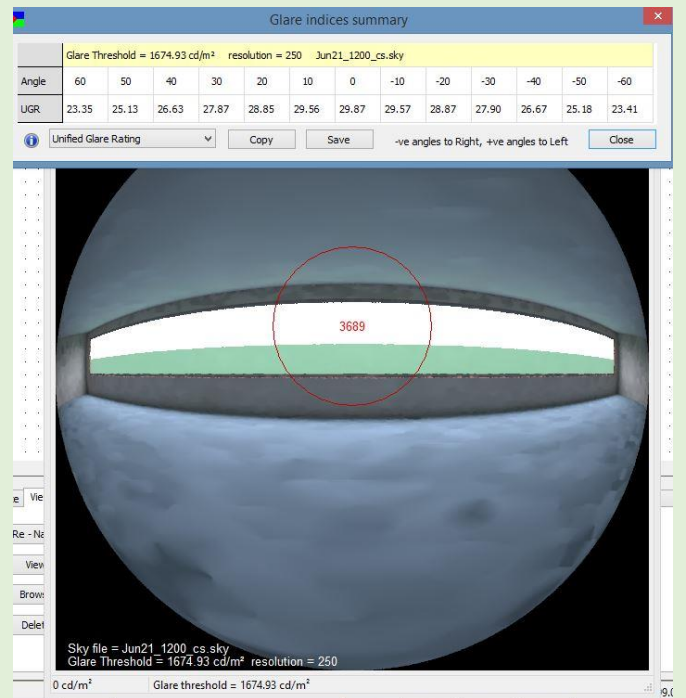 Glare indices summary
Glare Threshold = 1674.93 cd/m² resolution = 250 Jun21_1200_cs.sky
Angle 60 50 40 30 20 10 0 -10 -20 -30 -40 -50 -60
UGR 23.35 25.13 26.63 27.87 28.85 29.56 29.87 29.57 28.87 27.90 26.67 25.18 23.41
Unified Glare Rating Copy Save -ve angles to Right, +ve angles to Left Close
3689
Vie
Re - Na
View
Brows
Delet
Sky file = Jun21_1200_cs.sky
Glare Threshold = 1674.93 cd/m² resolution = 250
0 cd/m² Glare threshold = 1674.93 cd/m²